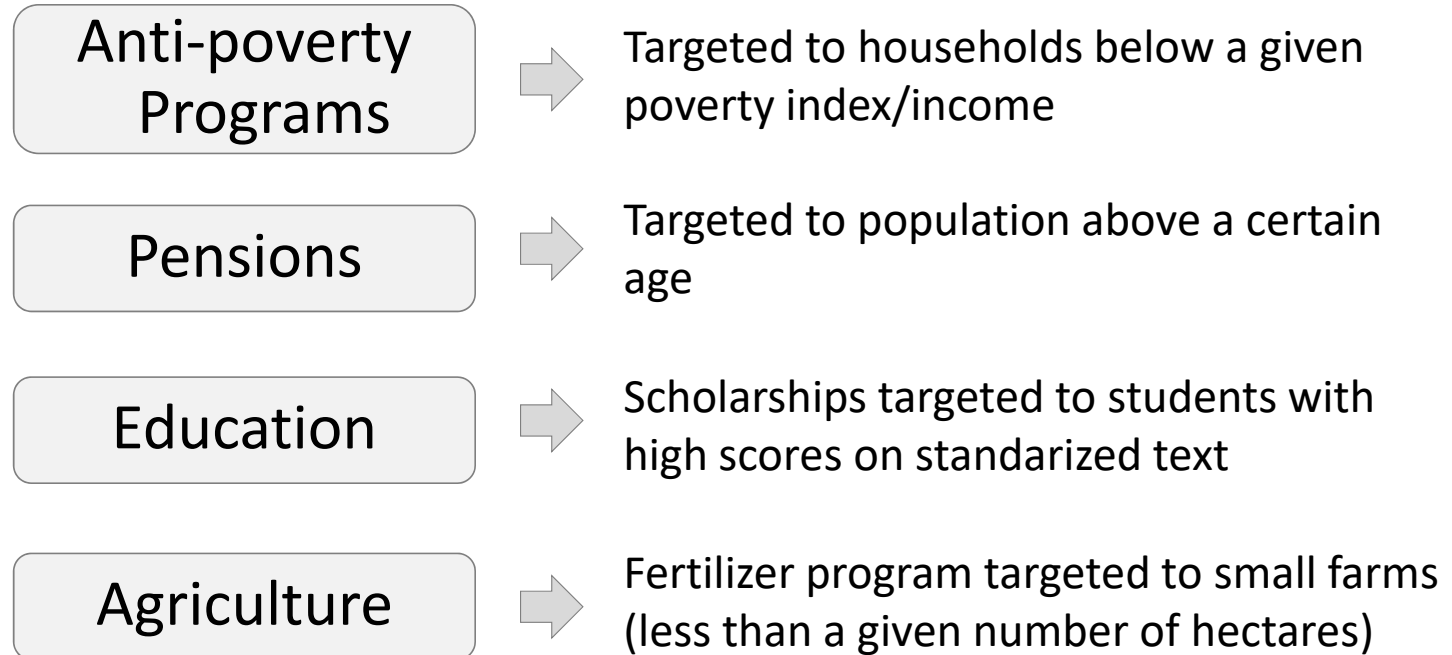 Anti-poverty
Programs
Targeted to households below a given
poverty index/income
Pensions
Targeted to population above a certain
age
Education
Scholarships targeted to students with
high scores on standarized text
Agriculture
Fertilizer program targeted to small farms
(less than a given number of hectares)